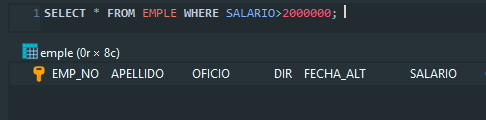 1 SELECT * FROM EMPLE WHERE SALARIO>2000000;
emple (0r × 8c)
EMP_NO APELLIDO OFICIO DIR FECHA_ALT SALARIO